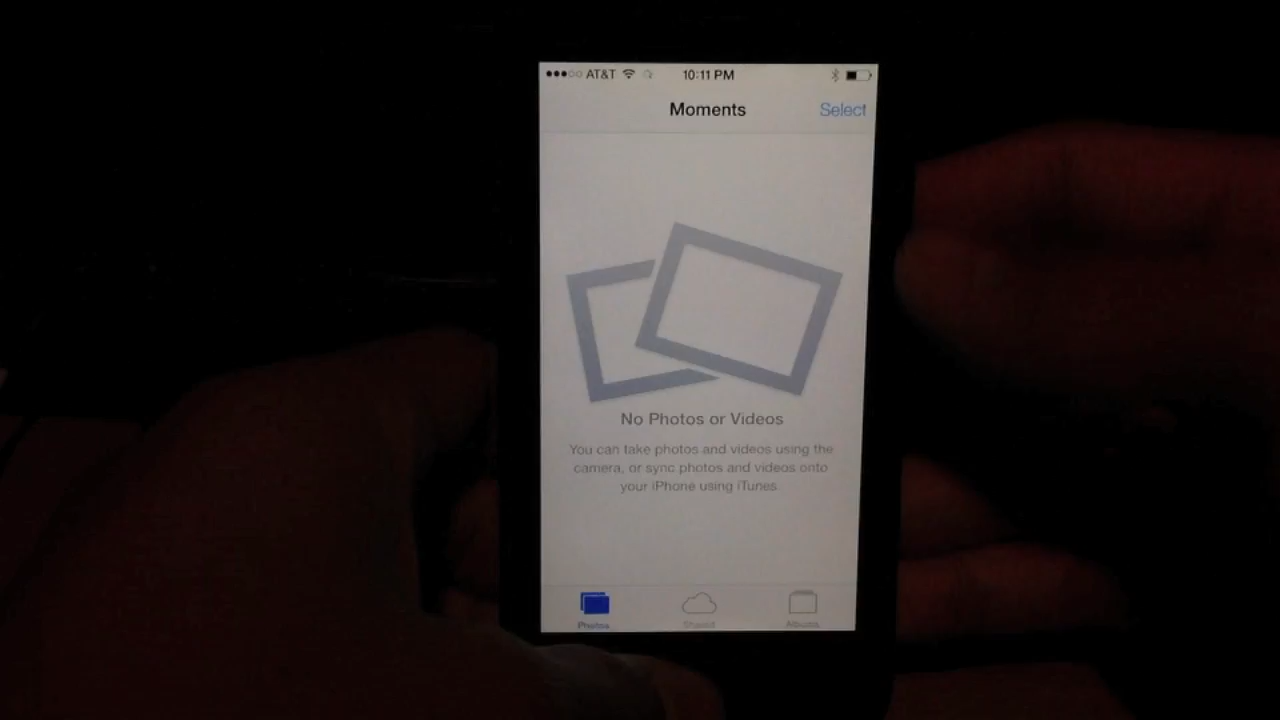 AT&T 10:11 PM
Moments Select
No Photos or Videos
You can take photos and videos using the
camera, or sync photos and videos onto
your iPhone using iTunes
Photos Shared Albums